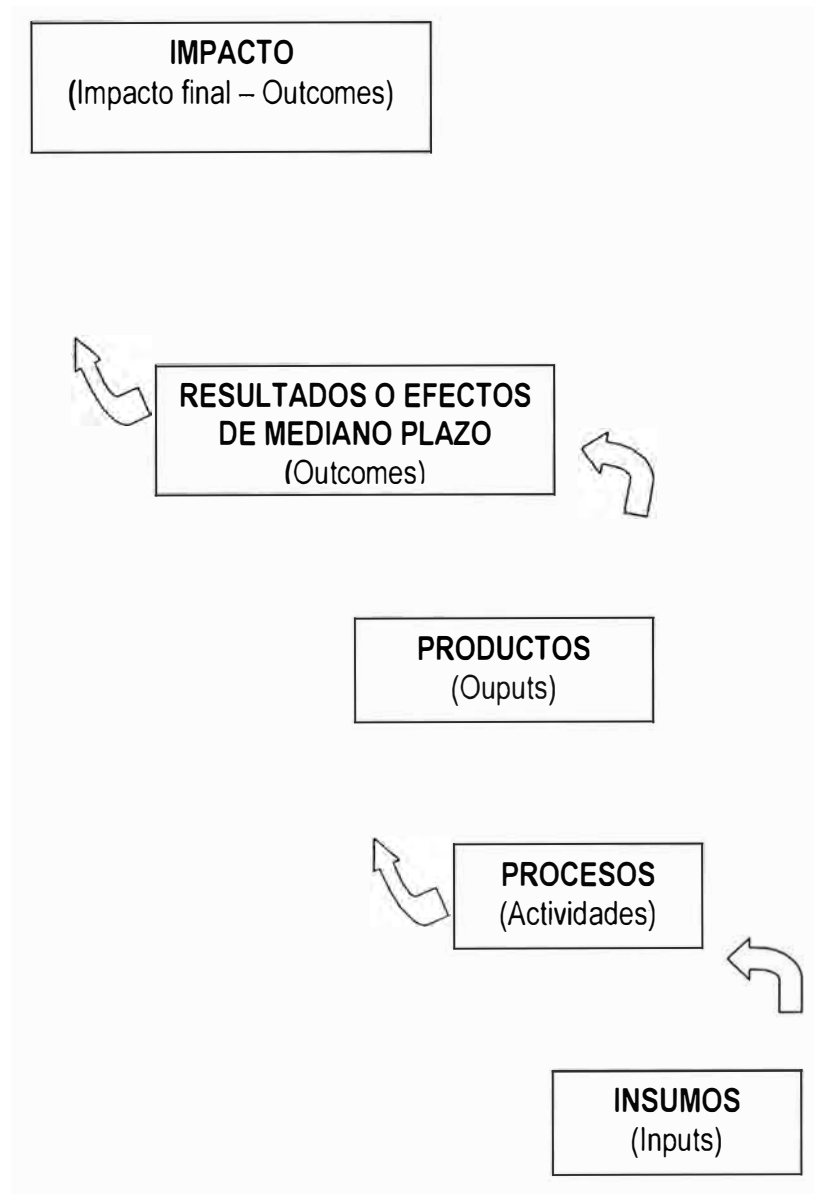 IMPACTO
(Impacto final – Outcomes)
RESULTADOS O EFECTOS
DE MEDIANO PLAZO
(Outcomes)
PRODUCTOS
(Ouputs)
PROCESOS
(Actividades)
INSUMOS
(Inputs)